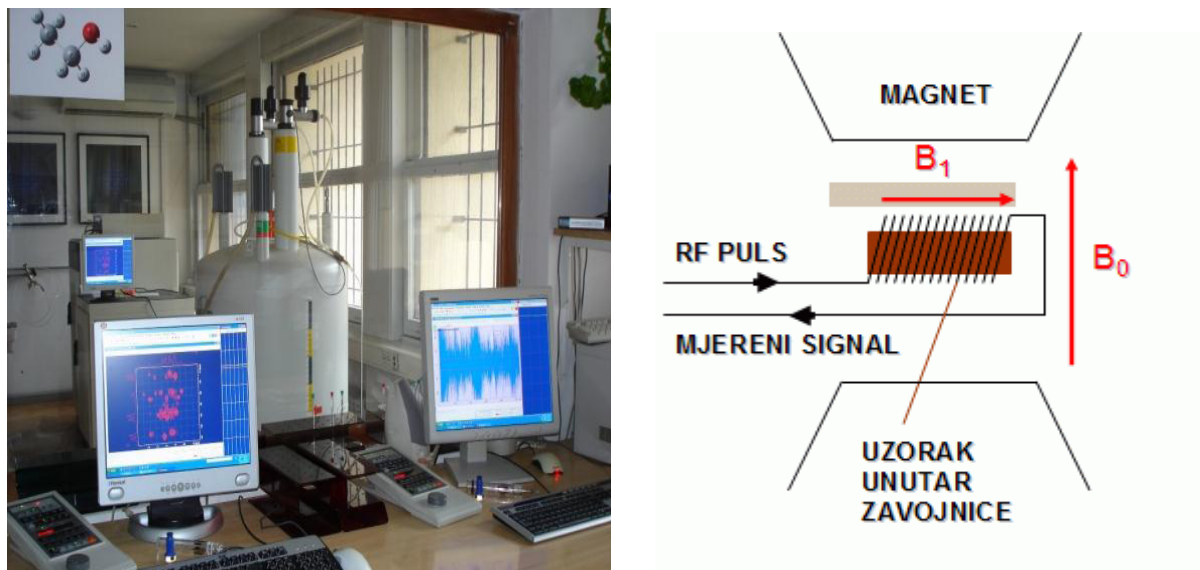 MAGNET
B1
RF PULS
B0
MJERENI SIGNAL
UZORAK
UNUTAR
ZAVOJNICE